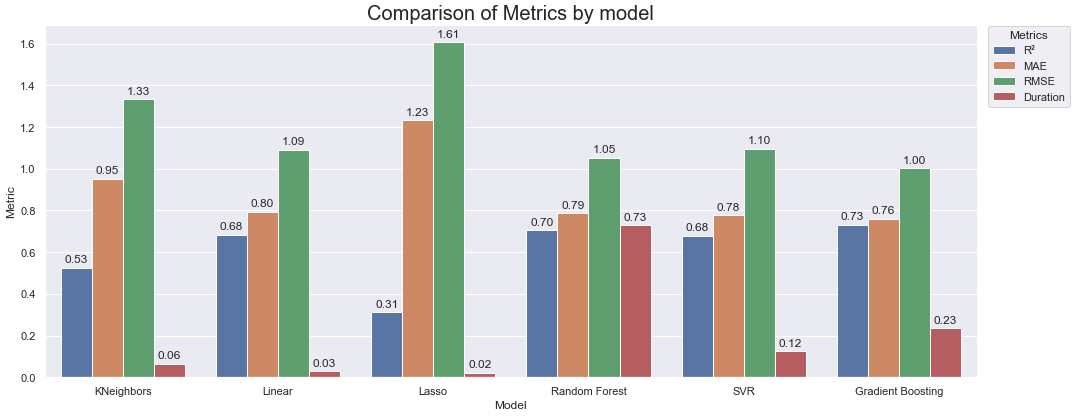 Comparison of Metrics by model
Metrics
R²
MAE
RMSE
Duration
Metric
1.6
1.4
1.2
1.0
0.8
0.6
0.4
0.2
0.0
0.53
0.95
1.33
0.06
0.68
0.80
1.09
0.03
0.31
1.23
1.61
0.02
0.70
0.79
1.05
0.73
0.68
0.78
1.10
0.12
0.73
0.76
1.00
0.23
KNeighbors
Linear
Lasso
Random Forest
SVR
Gradient Boosting
Model